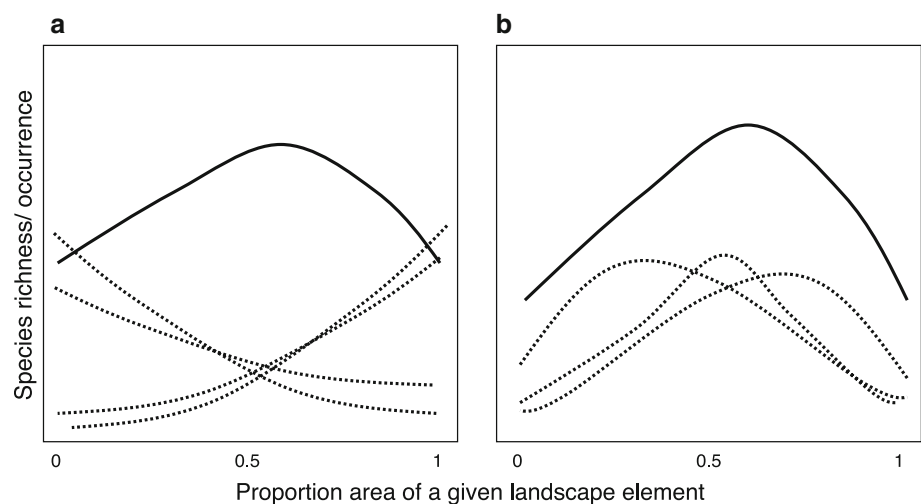 a
b
Species richness/ occurrence
0 0.5 1
0 0.5 1
Proportion area of a given landscape element